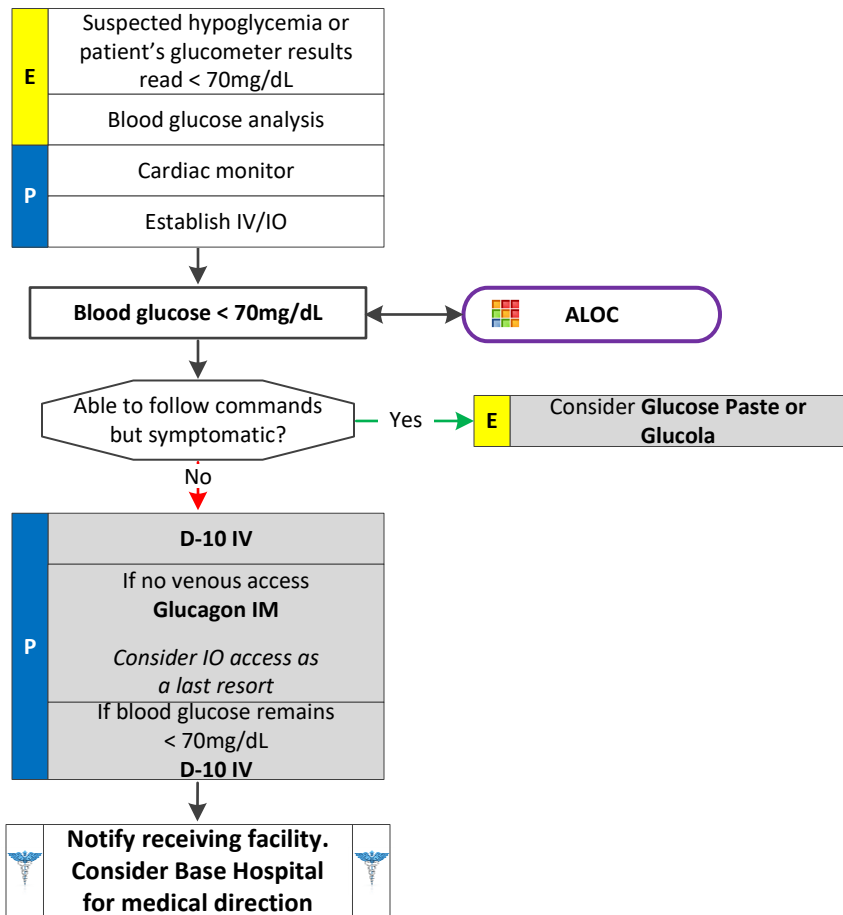 Suspected hypoglycemia or
patient's glucometer results
read < 70mg/dL
E
Blood glucose analysis
Cardiac monitor
P
Establish IV/IO
Blood glucose < 70mg/dL
ALOC
Able to follow commands
but symptomatic?
Yes
E
Consider Glucose Paste or
Glucola
No
D-10 IV
If no venous access
Glucagon IM
P
Consider IO access as
a last resort
If blood glucose remains
< 70mg/dL
D-10 IV
Notify receiving facility.
Consider Base Hospital
for medical direction